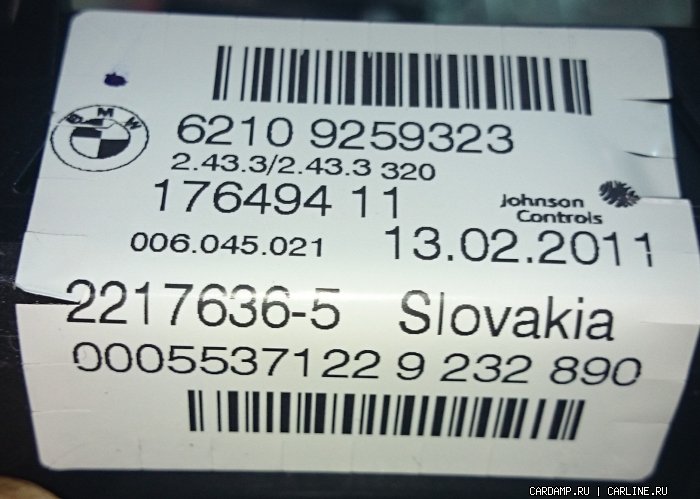 BMW
6210 9259323
2.43.3/2.43.3 320
176494 11
Johnson
Controls
006.045.021
13.02.2011
2217636-5 Slovakia
0005537122 9 232 890
CARDAMP.RU | CARLINE.RU